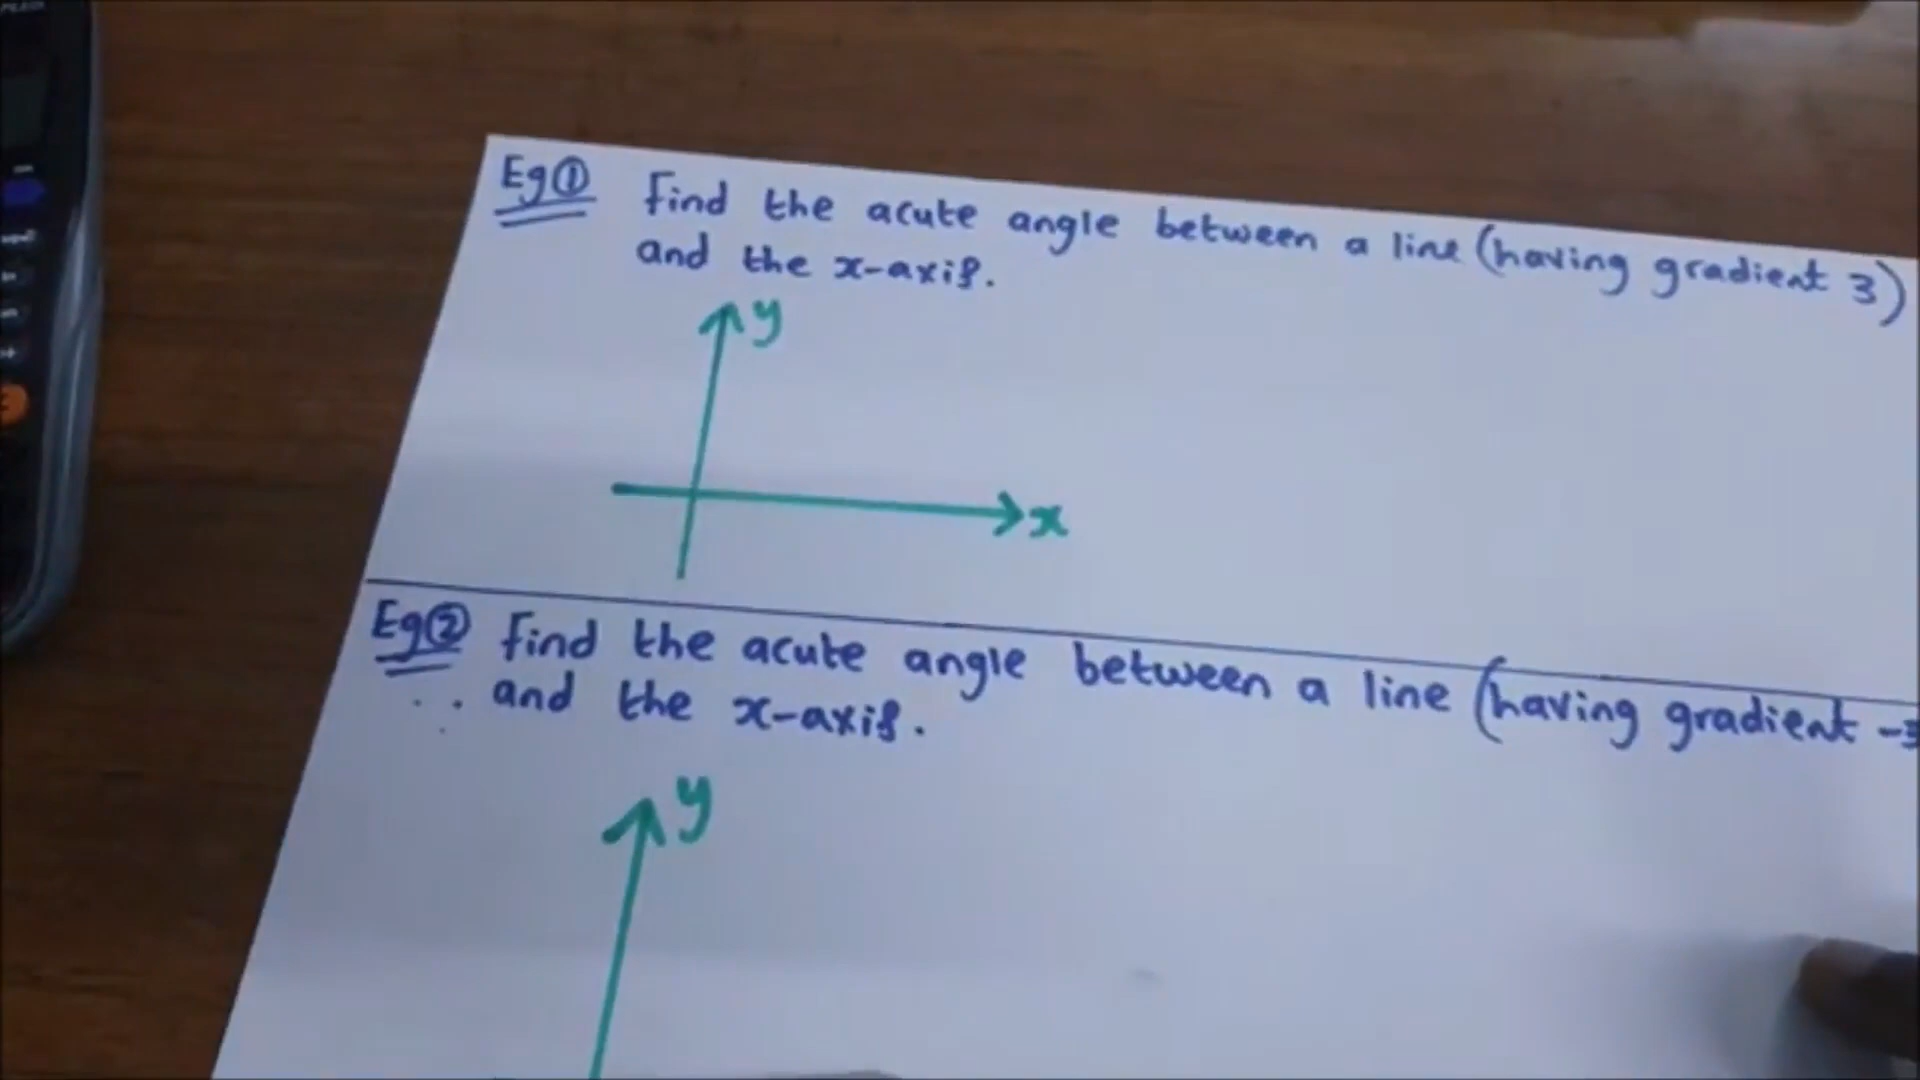 Eg① Find the acute angle between a line (having gradient 3)
and the x-axis.
y
x
Eg② Find the acute angle between a line (having gradient -3
and the x-axis.
y